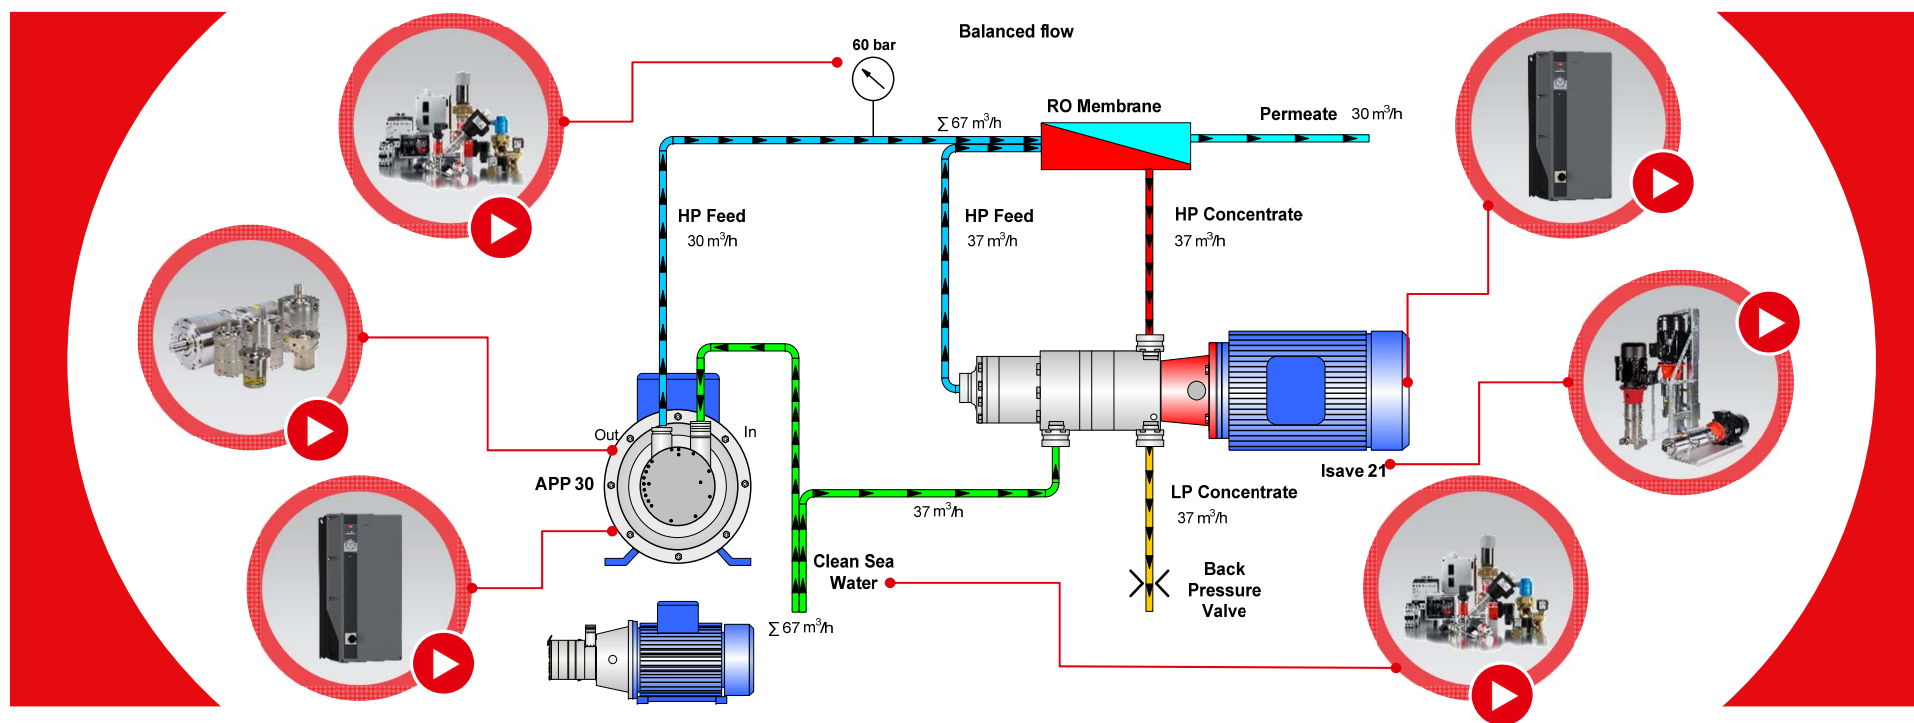 Balanced flow
60 bar
RO Membrane
∑ 67 m³/h
Permeate 30 m³/h
HP Feed
30 m³/h
HP Feed
37 m³/h
HP Concentrate
37 m³/h
Out
In
APP 30
Isave 21
37 m³/h
LP Concentrate
37 m³/h
Clean Sea
Water
Back
Pressure
Valve
∑ 67 m³/h